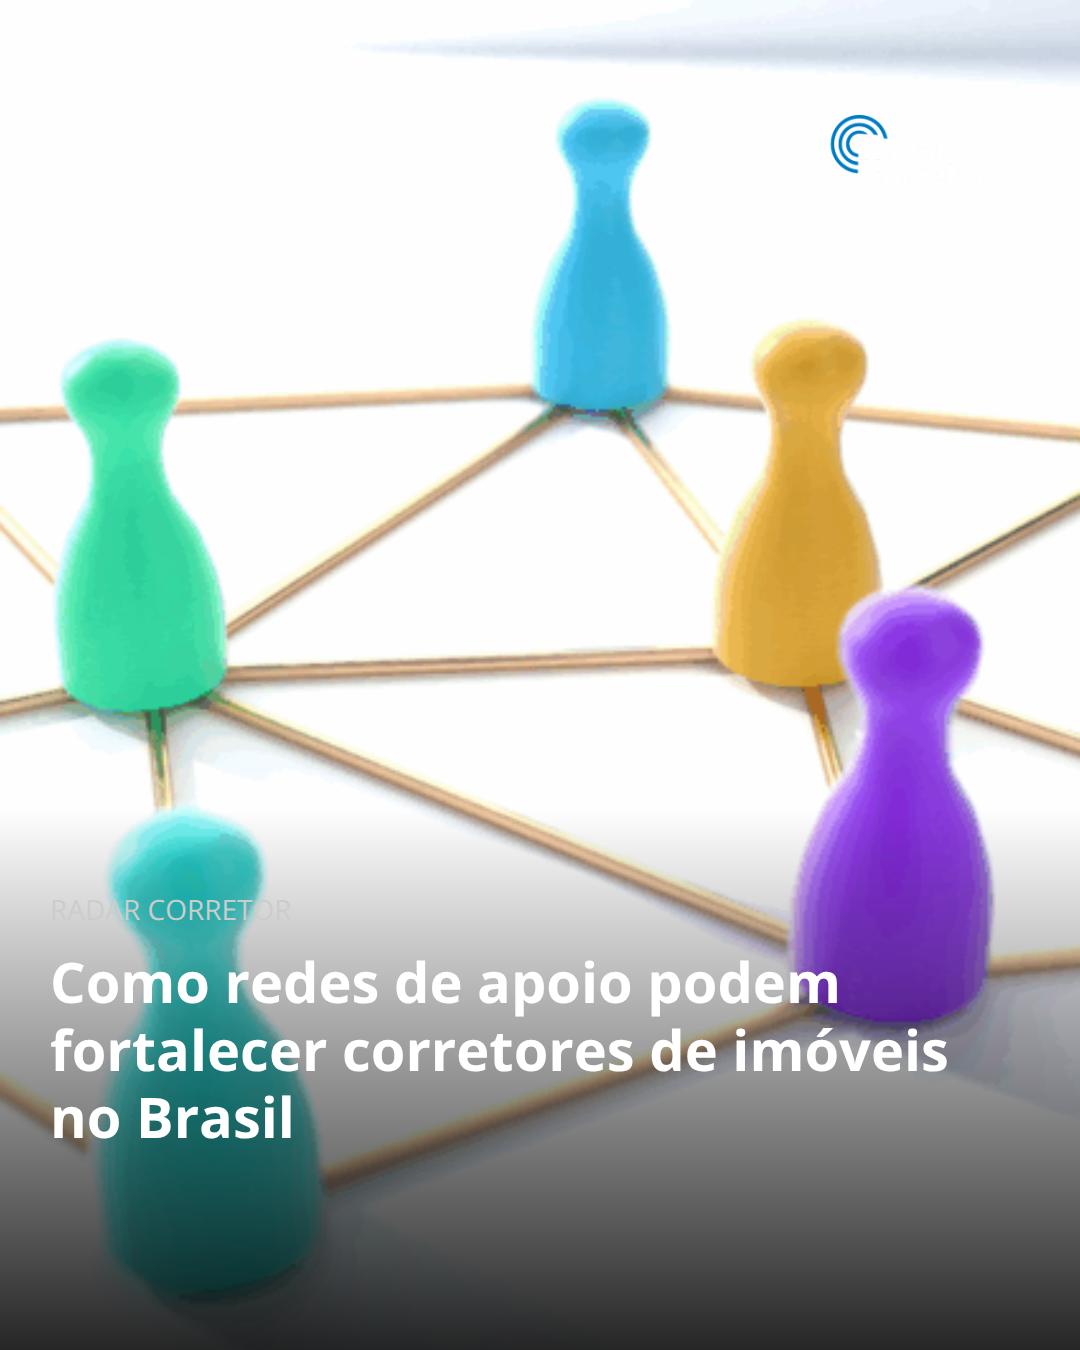 RADAR CORRETOR
Como redes de apoio podem
fortalecer corretores de imóveis
no Brasil